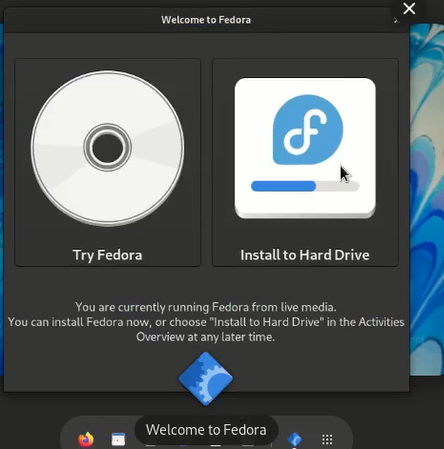 Welcome to Fedora
Try Fedora
Install to Hard Drive
You are currently running Fedora from live media.
You can install Fedora now, or choose "Install to Hard Drive" in the Activities
Overview at any later time.
Welcome to Fedora